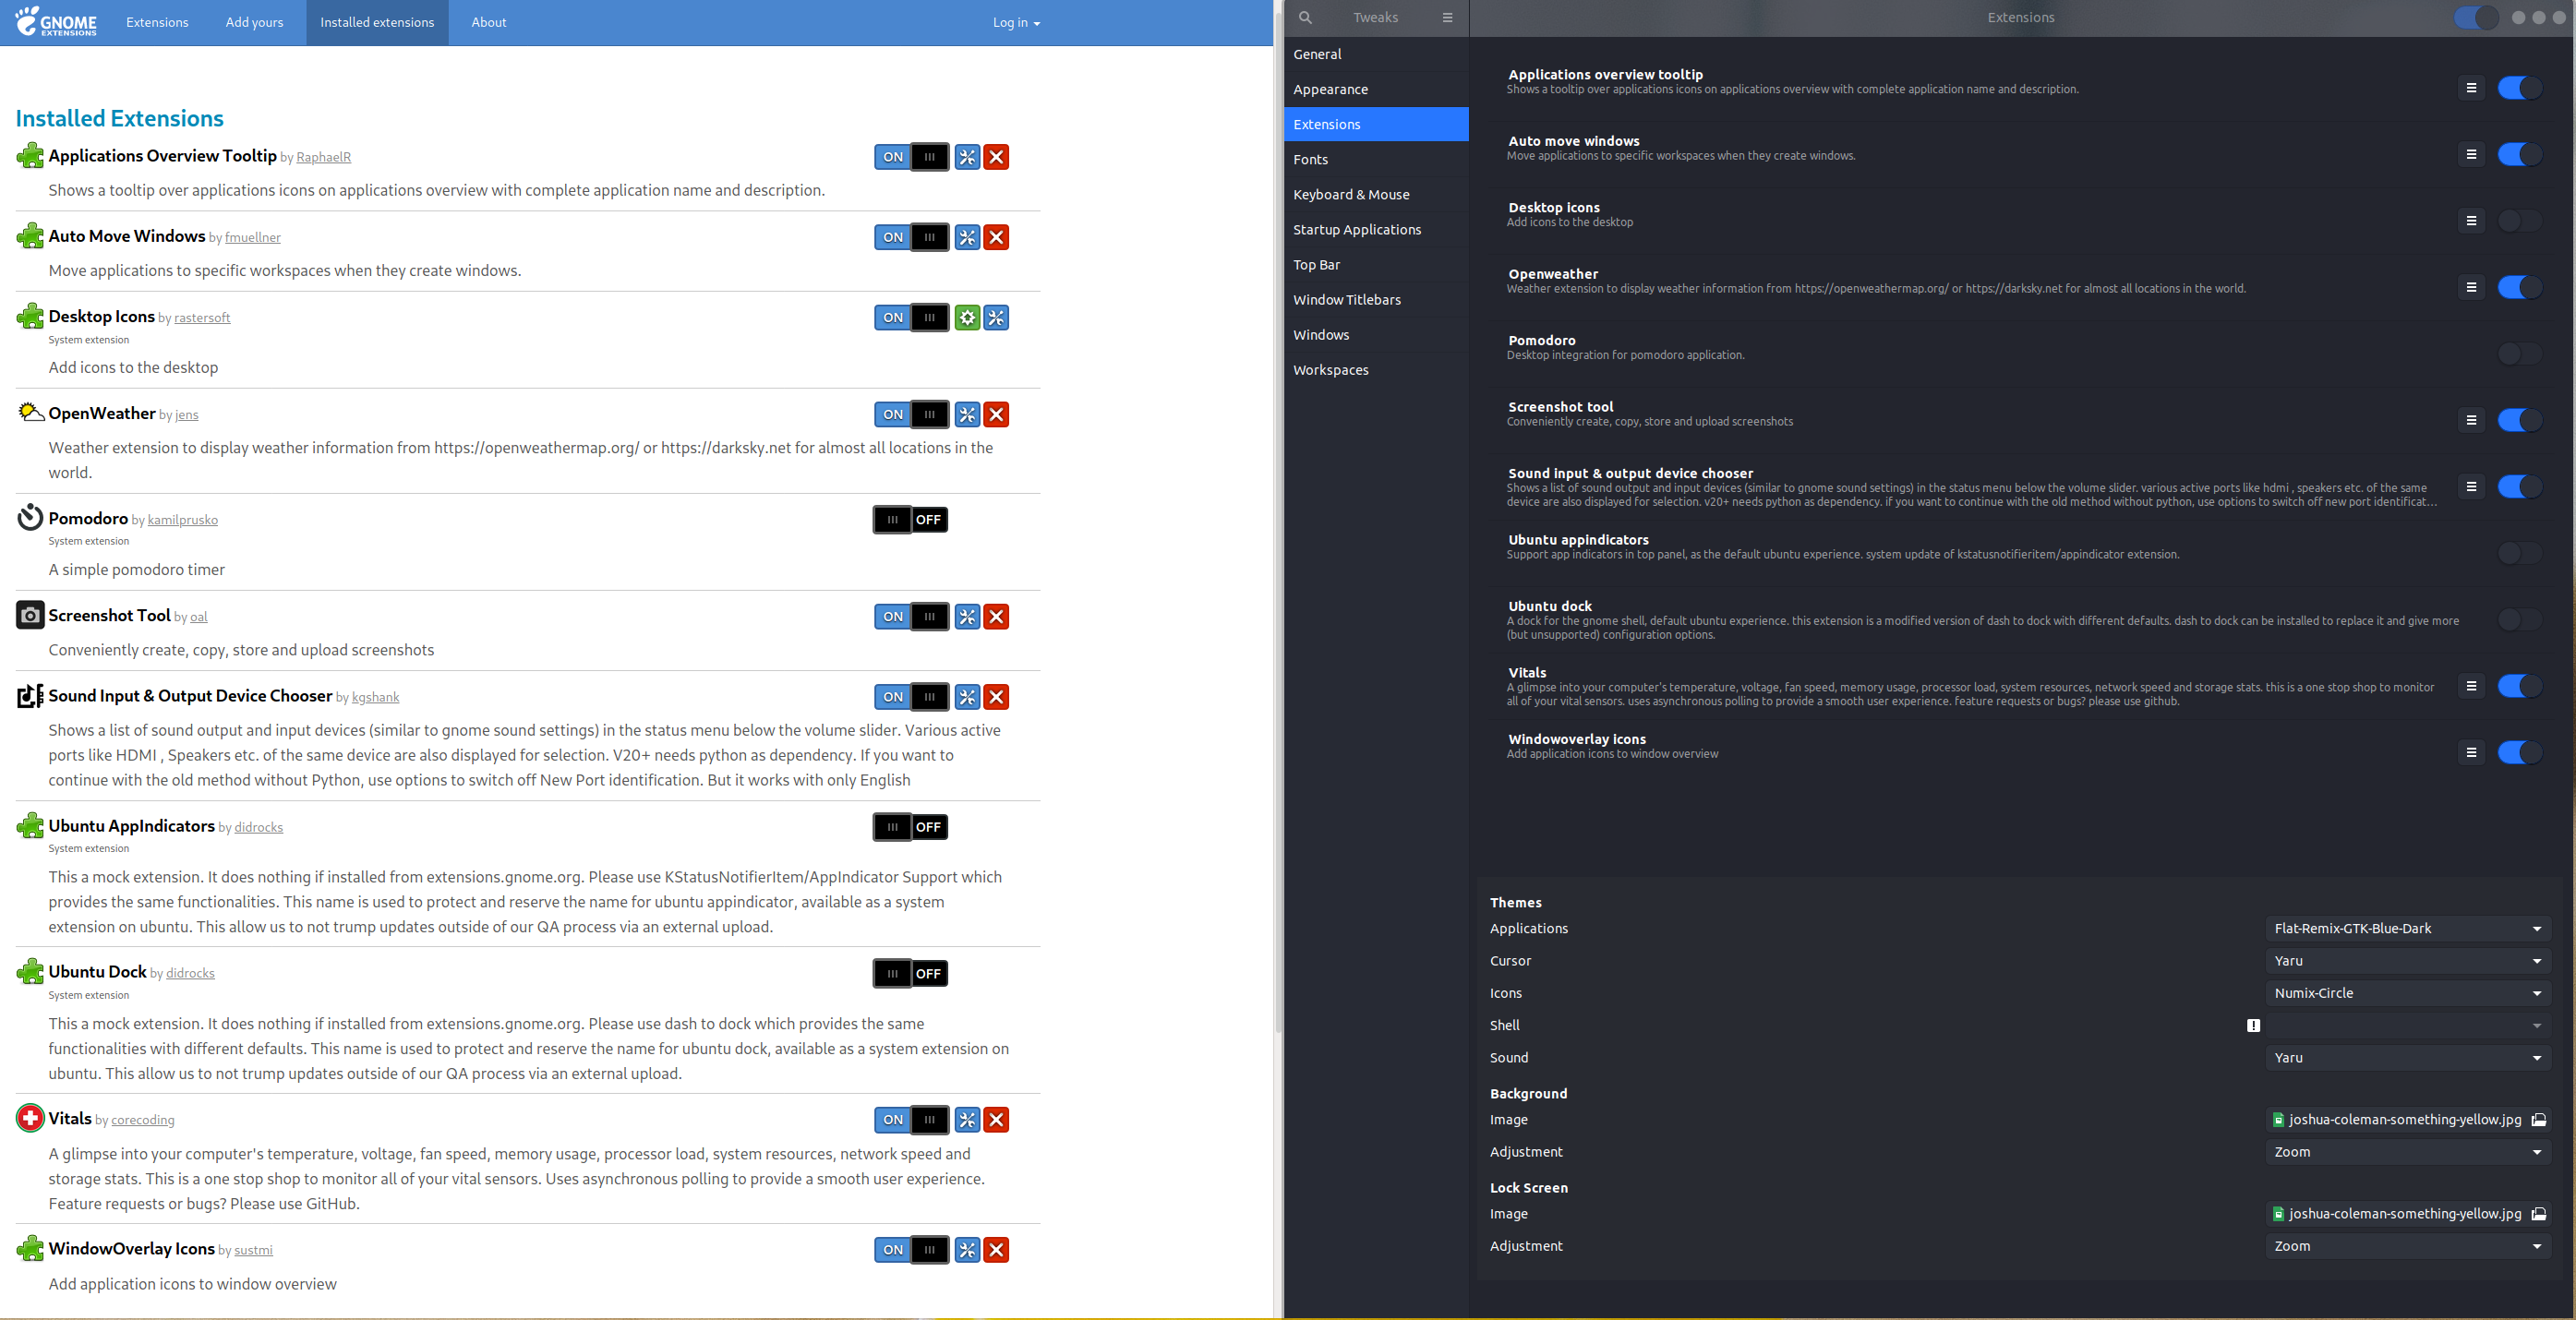 GNOME
EXTENSIONS
Extensions
Add yours
Installed extensions
About
Log in
Installed Extensions
Applications Overview Tooltip by RaphaelR
ON
Shows a tooltip over applications icons on applications overview with complete application name and description.
Auto Move Windows by fmuellner
ON
Move applications to specific workspaces when they create windows.
Desktop Icons by rastersoft
ON
System extension
Add icons to the desktop
OpenWeather by jens
ON
Weather extension to display weather information from https://openweathermap.org/ or https://darksky.net for almost all locations in the
world.
Pomodoro by kamilprusko
OFF
System extension
A simple pomodoro timer
Screenshot Tool by oal
ON
Conveniently create, copy, store and upload screenshots
Sound Input & Output Device Chooser by kgshank
ON
Shows a list of sound output and input devices (similar to gnome sound settings) in the status menu below the volume slider. Various active
ports like HDMI , Speakers etc. of the same device are also displayed for selection. V20+ needs python as dependency. If you want to
continue with the old method without Python, use options to switch off New Port identification. But it works with only English
Ubuntu AppIndicators by didrocks
OFF
System extension
This a mock extension. It does nothing if installed from extensions.gnome.org. Please use KStatusNotifierItem/AppIndicator Support which
provides the same functionalities. This name is used to protect and reserve the name for ubuntu appindicator, available as a system
extension on ubuntu. This allow us to not trump updates outside of our QA process via an external upload.
Ubuntu Dock by didrocks
OFF
System extension
This a mock extension. It does nothing if installed from extensions.gnome.org. Please use dash to dock which provides the same
functionalities with different defaults. This name is used to protect and reserve the name for ubuntu dock, available as a system extension on
ubuntu. This allow us to not trump updates outside of our QA process via an external upload.
Vitals by corecoding
ON
A glimpse into your computer's temperature, voltage, fan speed, memory usage, processor load, system resources, network speed and
storage stats. This is a one stop shop to monitor all of your vital sensors. Uses asynchronous polling to provide a smooth user experience.
Feature requests or bugs? Please use GitHub.
WindowOverlay Icons by sustmi
ON
Add application icons to window overview
Tweaks
Extensions
General
Appearance
Extensions
Fonts
Keyboard & Mouse
Startup Applications
Top Bar
Window Titlebars
Windows
Workspaces
Applications overview tooltip
Shows a tooltip over applications icons on applications overview with complete application name and description.
Auto move windows
Move applications to specific workspaces when they create windows.
Desktop icons
Add icons to the desktop
Openweather
Weather extension to display weather information from https://openweathermap.org/ or https://darksky.net for almost all locations in the world.
Pomodoro
Desktop integration for pomodoro application.
Screenshot tool
Conveniently create, copy, store and upload screenshots
Sound input & output device chooser
Shows a list of sound output and input devices (similar to gnome sound settings) in the status menu below the volume slider. various active ports like hdmi , speakers etc. of the same
device are also displayed for selection. v20+ needs python as dependency. if you want to continue with the old method without python, use options to switch off new port identificat…
Ubuntu appindicators
Support app indicators in top panel, as the default ubuntu experience. system update of kstatusnotifieritem/appindicator extension.
Ubuntu dock
A dock for the gnome shell, default ubuntu experience. this extension is a modified version of dash to dock with different defaults. dash to dock can be installed to replace it and give more
(but unsupported) configuration options.
Vitals
A glimpse into your computer's temperature, voltage, fan speed, memory usage, processor load, system resources, network speed and storage stats. this is a one stop shop to monitor
all of your vital sensors. uses asynchronous polling to provide a smooth user experience. feature requests or bugs? please use github.
Windowoverlay icons
Add application icons to window overview
Themes
Applications
Flat-Remix-GTK-Blue-Dark
Cursor
Yaru
Icons
Numix-Circle
Shell
Sound
Yaru
Background
Image
joshua-coleman-something-yellow.jpg
Adjustment
Zoom
Lock Screen
Image
joshua-coleman-something-yellow.jpg
Adjustment
Zoom